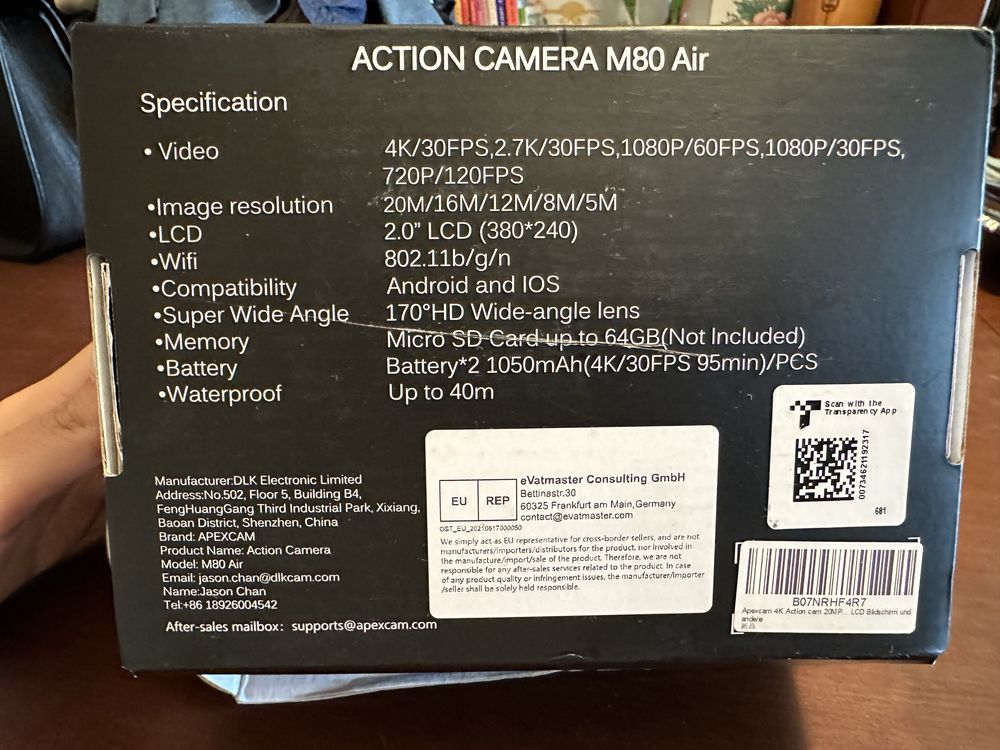 ACTION CAMERA M80 Air
Specification
• Video 4K/30FPS,2.7K/30FPS,1080P/60FPS,1080P/30FPS,
720P/120FPS
•Image resolution 20M/16M/12M/8M/5M
•LCD 2.0” LCD (380*240)
•Wifi 802.11b/g/n
•Compatibility Android and IOS
•Super Wide Angle 170°HD Wide-angle lens
•Memory Micro SD Card up to 64GB(Not Included)
•Battery Battery*2 1050mAh(4K/30FPS 95min)/PCS
•Waterproof Up to 40m
Manufacturer:DLK Electronic Limited
Address:No.502, Floor 5, Building B4,
FengHuangGang Third Industrial Park, Xixiang,
Baoan District, Shenzhen, China
Brand: APEXCAM
Product Name: Action Camera
Model: M80 Air
Email: jason.chan@dlkcam.com
Name:Jason Chan
Tel:+86 18926004542
After-sales mailbox: supports@apexcam.com
EU REP
eVatmaster Consulting GmbH
Bettinastr.30
60325 Frankfurt am Main,Germany
contact@evatmaster.com
OST_EU_20210617000050
We simply act as EU representative for cross-border sellers, and are not
manufacturers/importers/distributors for the product, nor involved in
the manufacture/import/sale of the product. Therefore, we are not
responsible for any after-sales services related to the product. In case
of any product quality or infringement issues, the manufacturer/importer
/seller shall be solely held responsible.
Scan with the
Transparency App
0073462119​2317
681
B07NRHF4R7
Apexcam 4K Action cam 20MP... LCD Bildschirm und
andere
新品